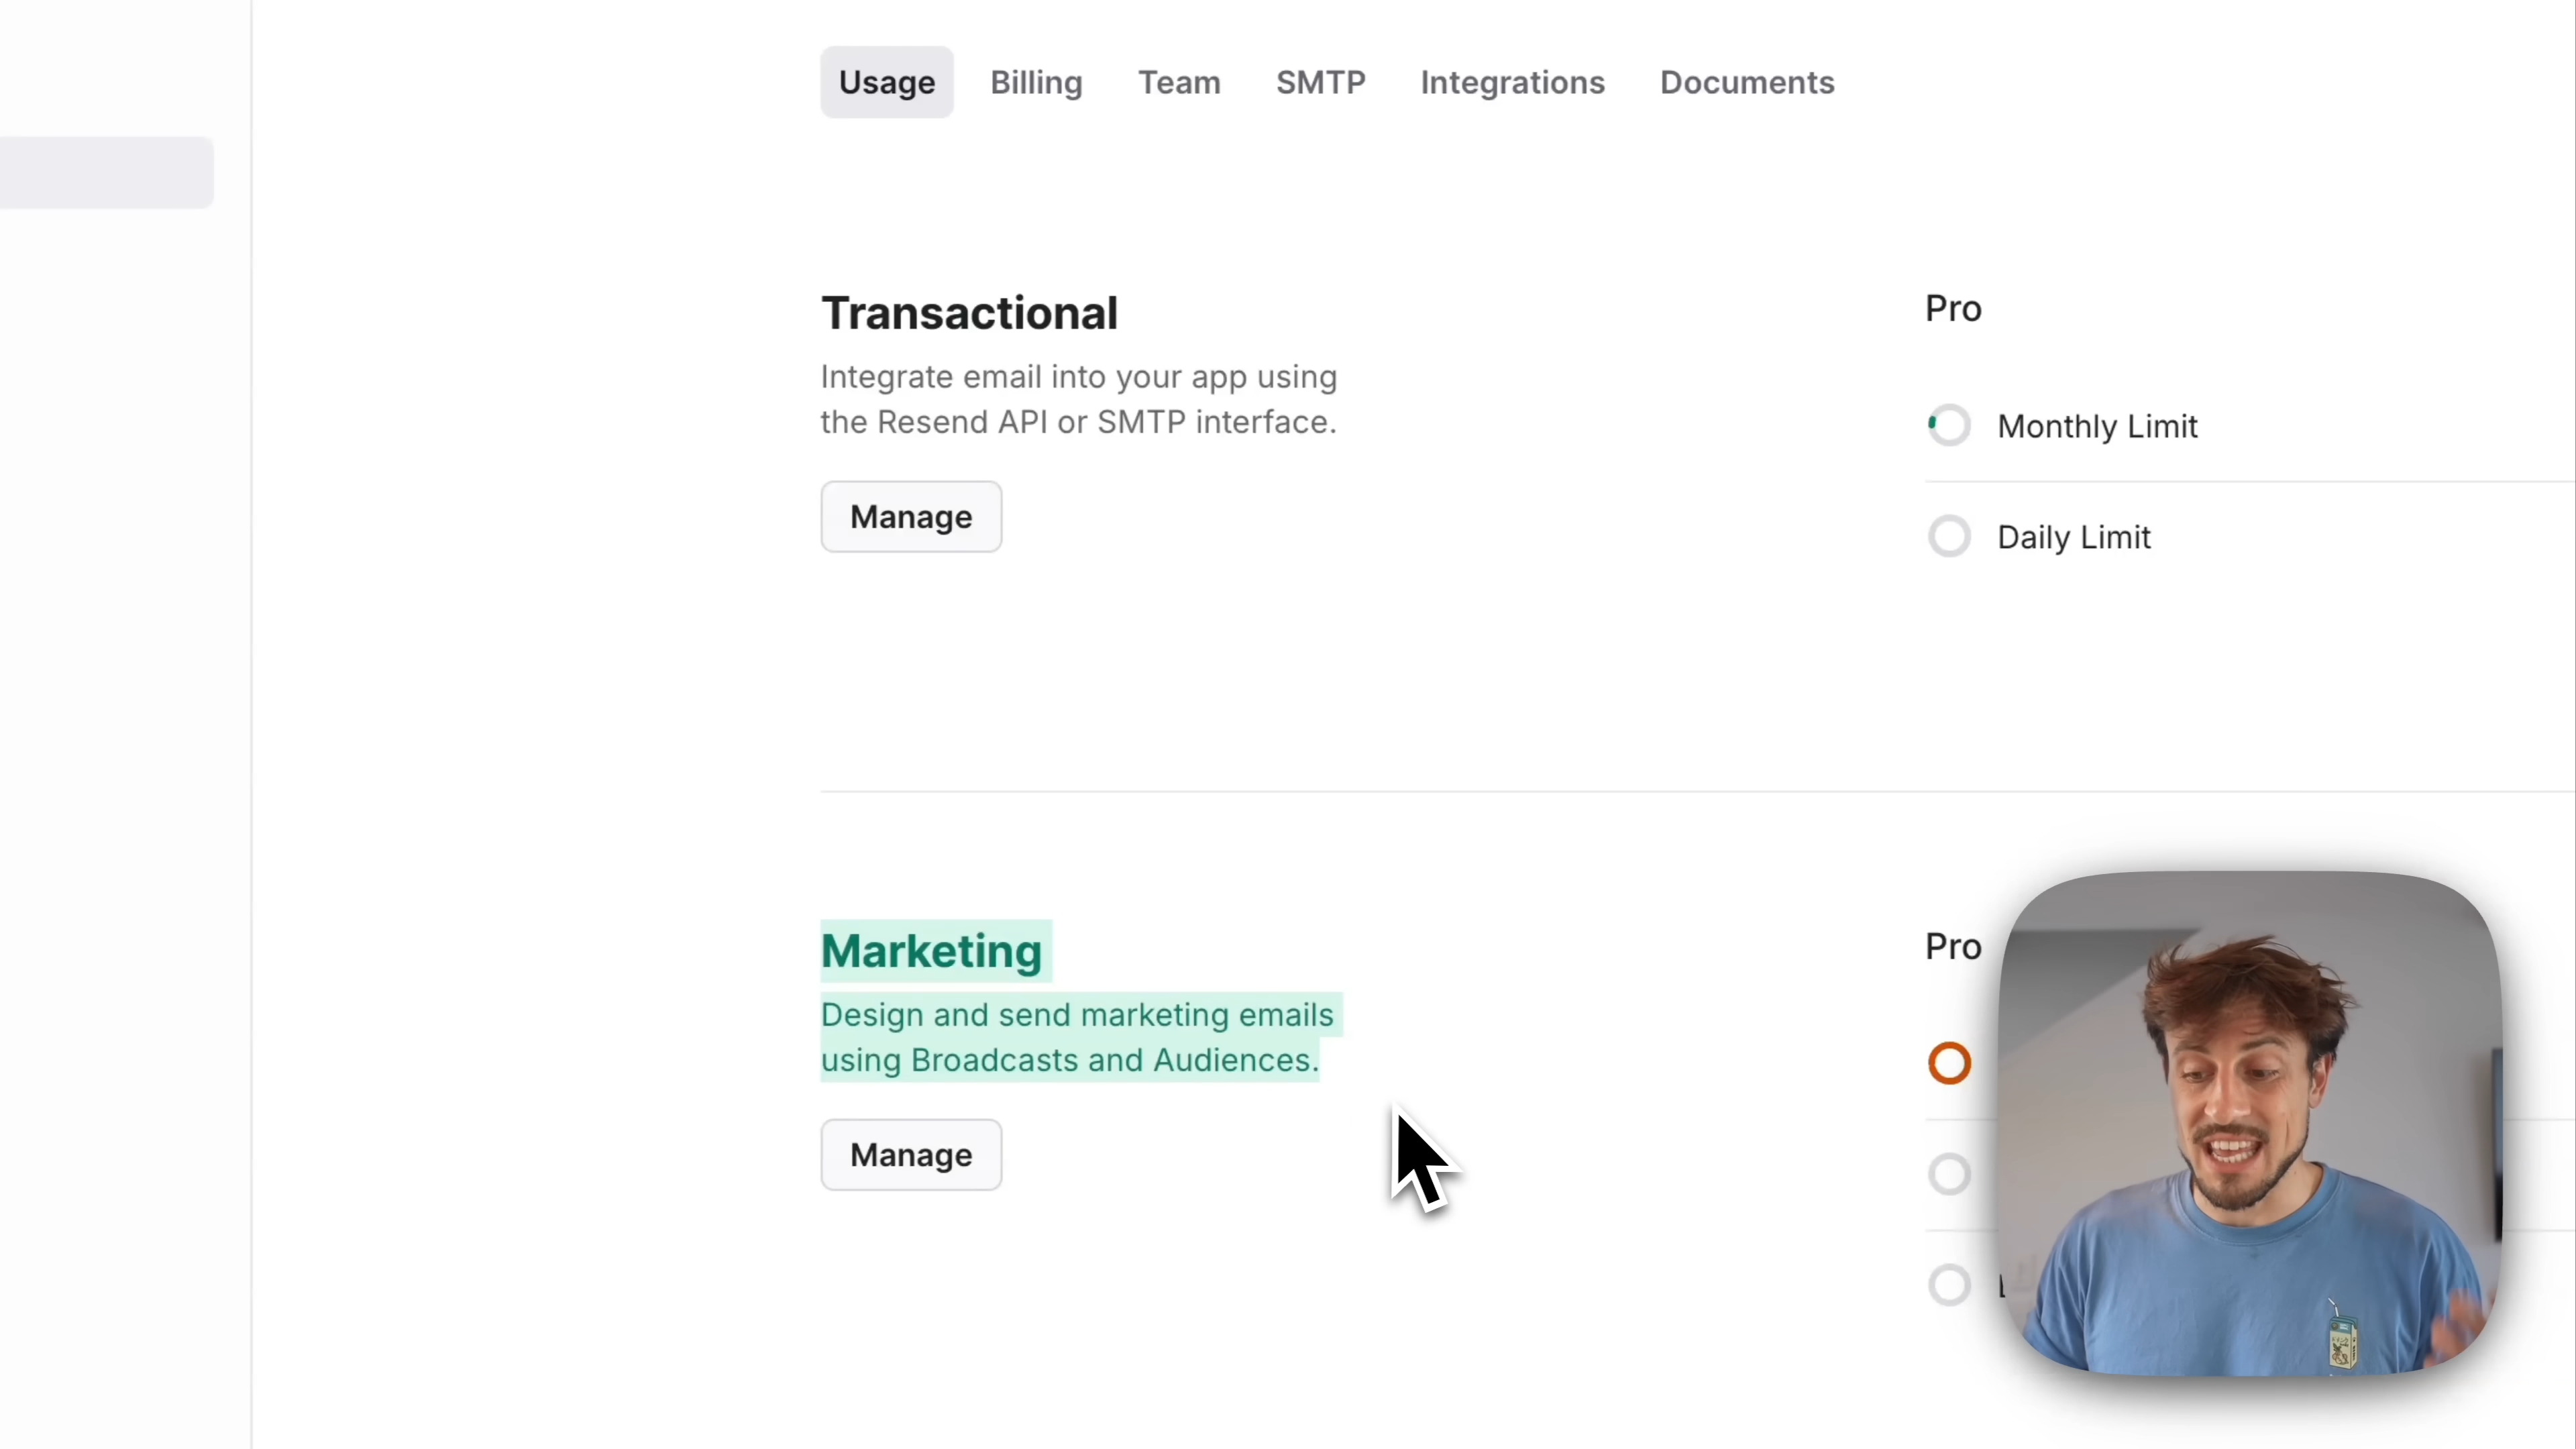 Usage Billing Team SMTP Integrations Documents
Transactional
Integrate email into your app using
the Resend API or SMTP interface.
Manage
Pro
Monthly Limit
Daily Limit
Marketing
Design and send marketing emails
using Broadcasts and Audiences.
Manage
Pro